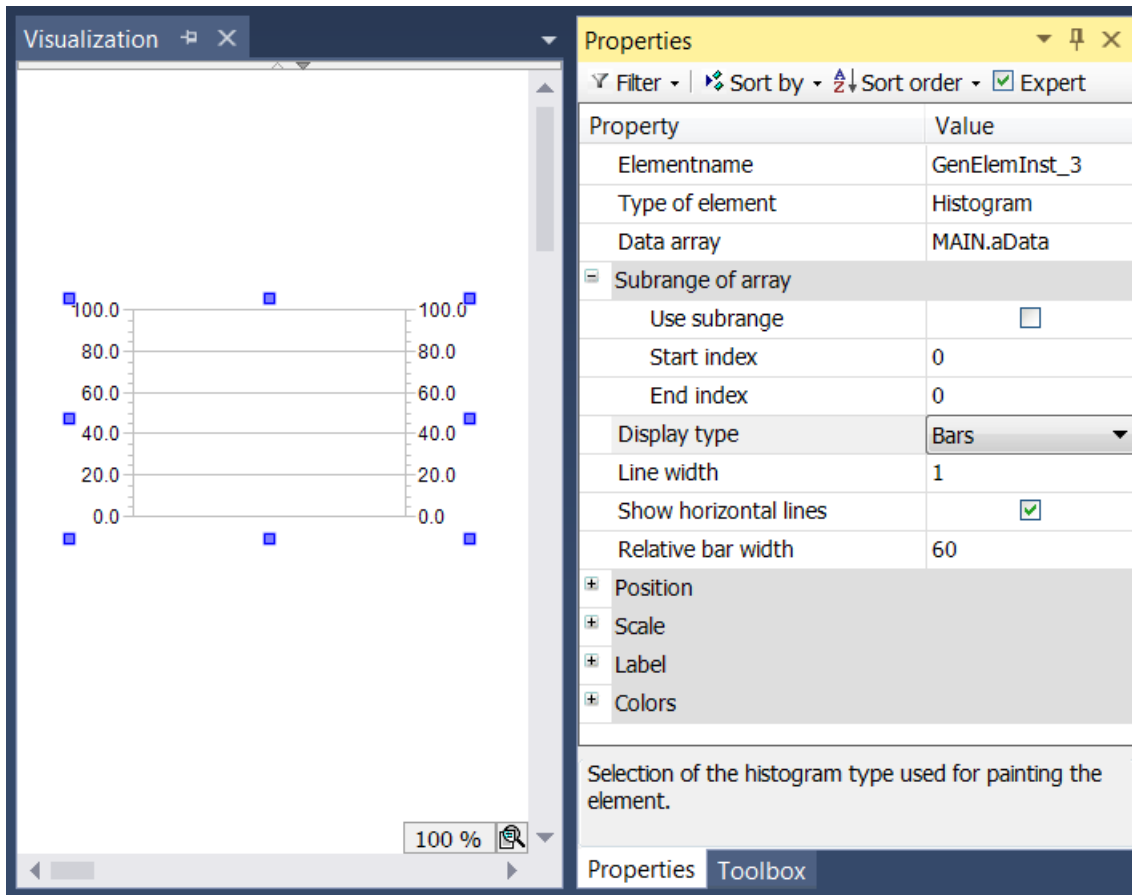 Visualization
100.0 100.0
80.0 80.0
60.0 60.0
40.0 40.0
20.0 20.0
0.0 0.0
100 %
Properties
Filter Sort by Sort order Expert
Property Value
Elementname GenElemInst_3
Type of element Histogram
Data array MAIN.aData
Subrange of array
Use subrange
Start index 0
End index 0
Display type Bars
Line width 1
Show horizontal lines
Relative bar width 60
Position
Scale
Label
Colors
Selection of the histogram type used for painting the
element.
Properties Toolbox